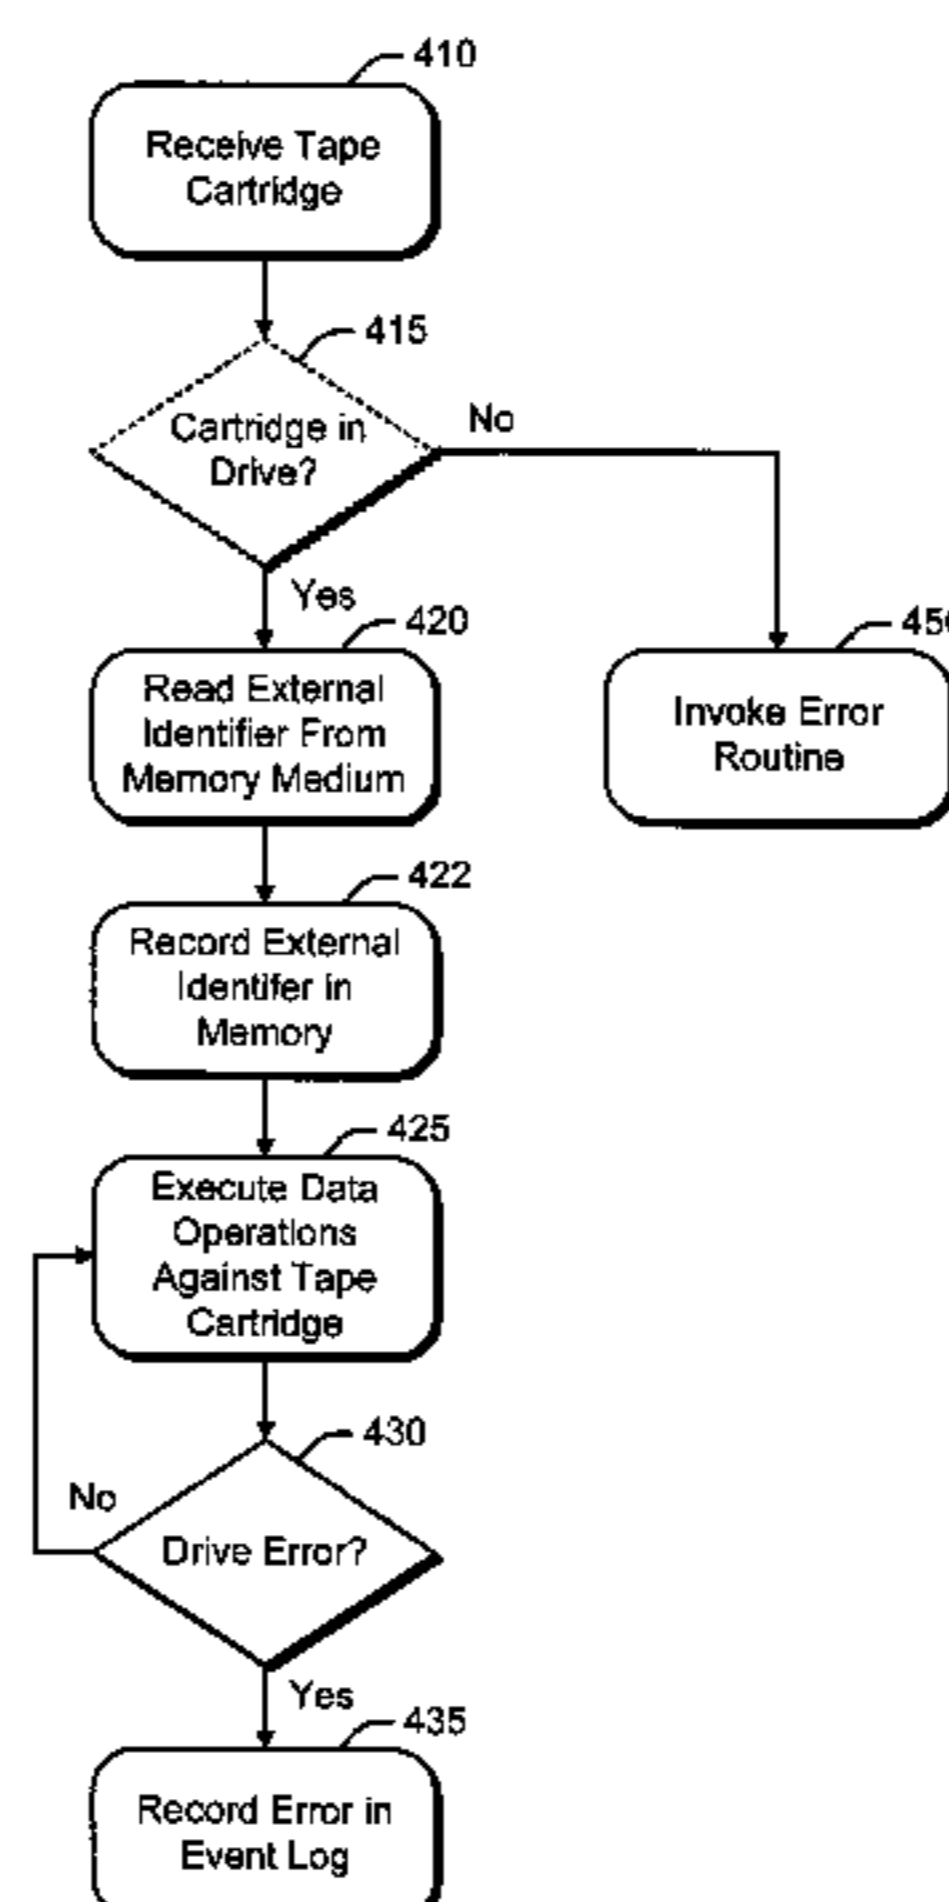 410
Receive Tape
Cartridge
415
Cartridge in
Drive?
No
Yes
420
Read External
Identifier From
Memory Medium
Invoke Error
Routine
422
Record External
Identifer in
Memory
425
Execute Data
Operations
Against Tape
Cartridge
430
No
Drive Error?
Yes
435
Record Error in
Event Log